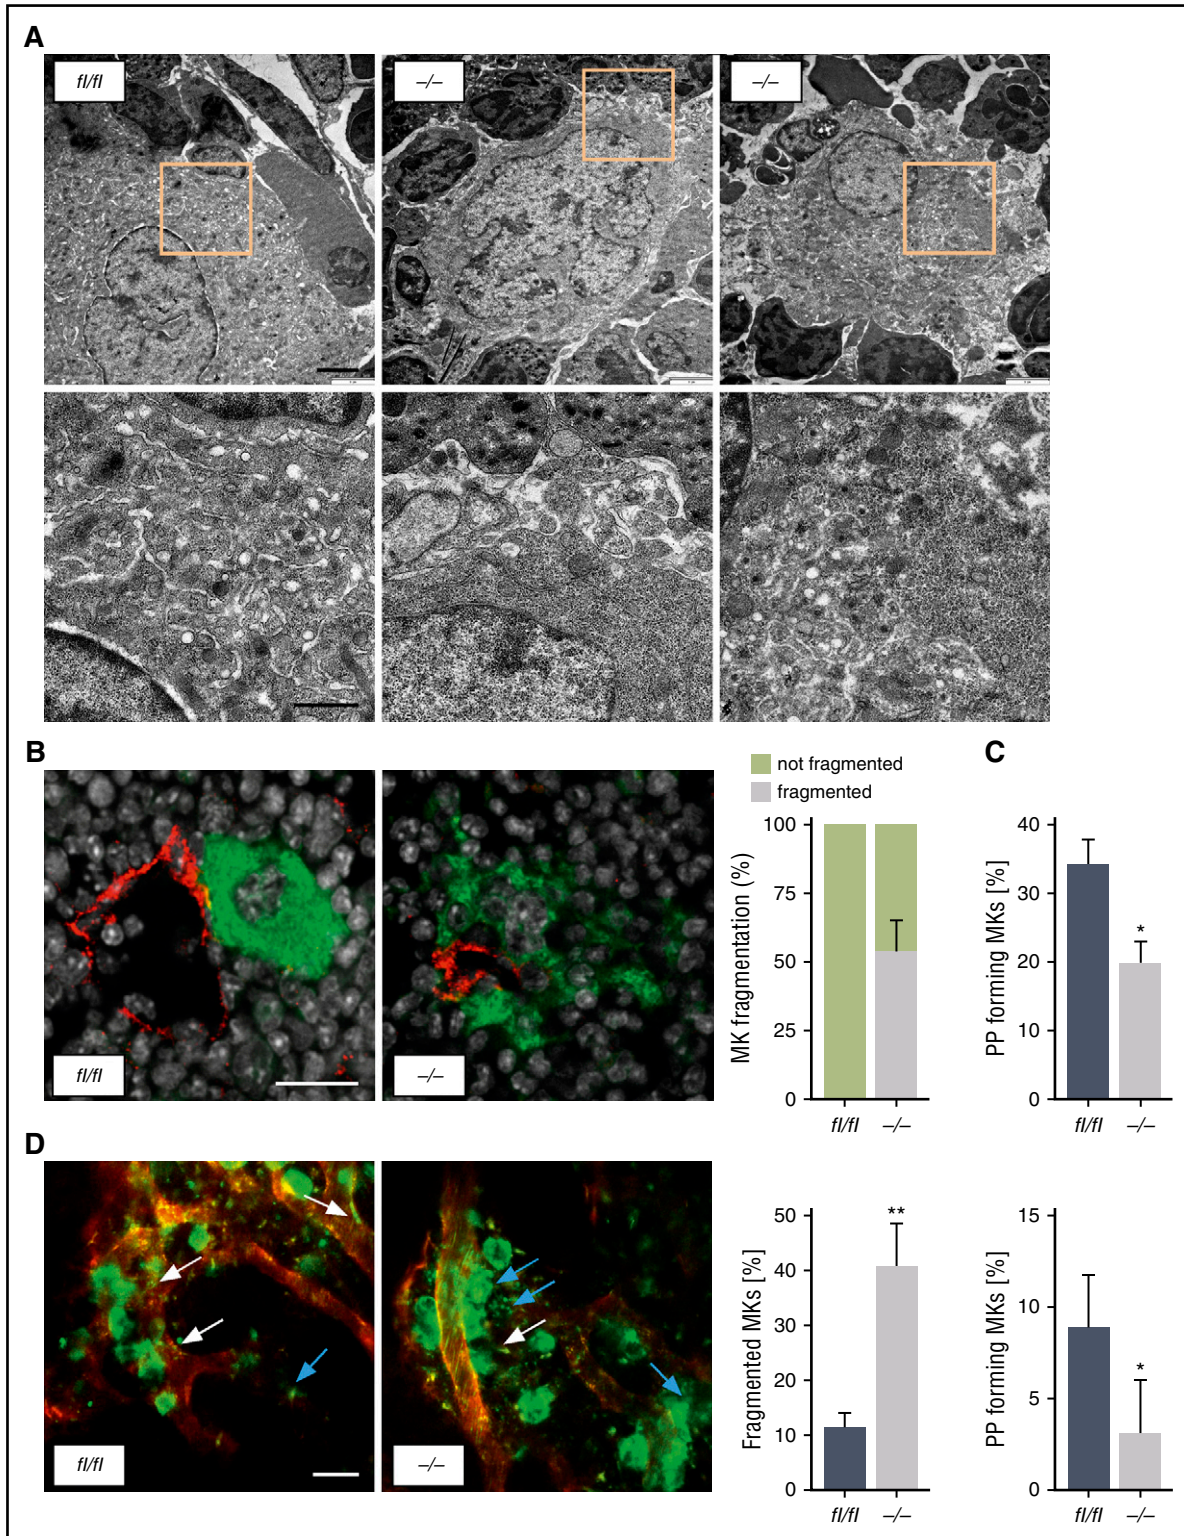 A
fl/fl
–/–
–/–
B
fl/fl
–/–
not fragmented
fragmented
MK fragmentation (%)
100
75
50
25
0
fl/fl
–/–
C
PP forming MKs [%]
40
30
20
10
0
*
fl/fl
–/–
D
fl/fl
–/–
Fragmented MKs [%]
50
40
30
20
10
0
**
fl/fl
–/–
PP forming MKs [%]
15
10
5
0
*
fl/fl
–/–